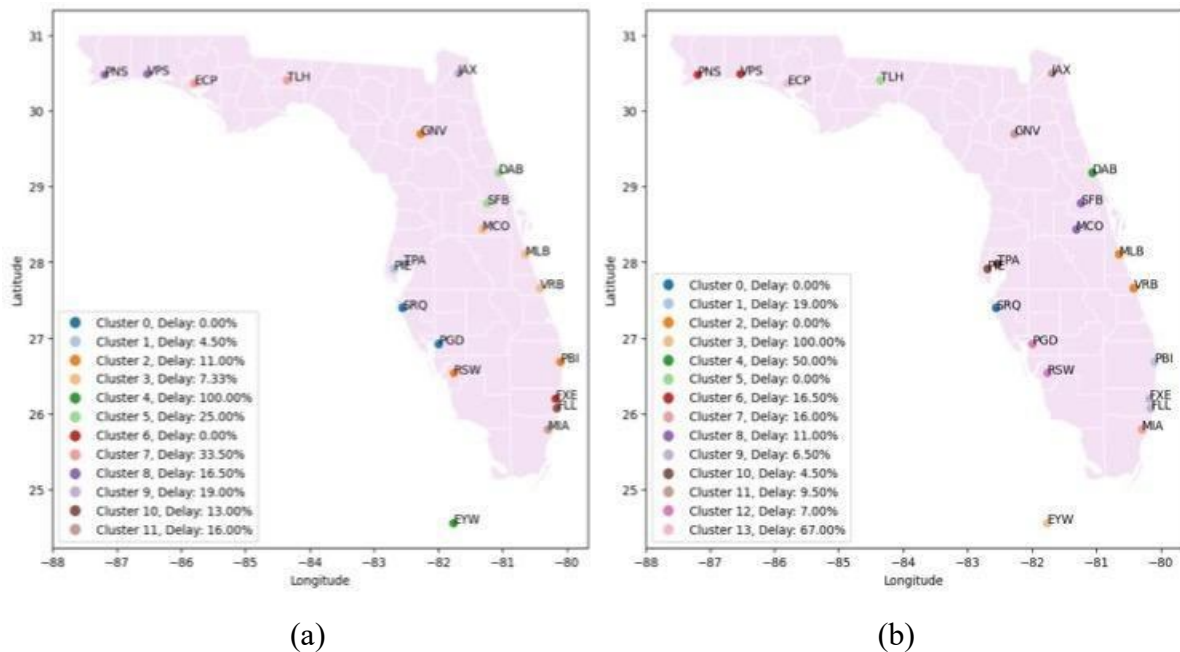 31
PNS
VPS
ECP
TLH
JAX
30
GNV
29
DAB
SFB
MCO
MLB
28
TPA
PIE
VRB
SRQ
27
PGD
PBI
RSW
26
FXE
FLL
MIA
25
EYW
Latitude
Cluster 0, Delay: 0.00%
Cluster 1, Delay: 4.50%
Cluster 2, Delay: 11.00%
Cluster 3, Delay: 7.33%
Cluster 4, Delay: 100.00%
Cluster 5, Delay: 25.00%
Cluster 6, Delay: 0.00%
Cluster 7, Delay: 33.50%
Cluster 8, Delay: 16.50%
Cluster 9, Delay: 19.00%
Cluster 10, Delay: 13.00%
Cluster 11, Delay: 16.00%
−88 −87 −86 −85 −84 −83 −82 −81 −80
Longitude
(a)
31
PNS
VPS
ECP
TLH
JAX
30
GNV
29
DAB
SFB
MCO
MLB
28
TPA
PIE
VRB
SRQ
27
PGD
PBI
RSW
26
FXE
FLL
MIA
25
EYW
Latitude
Cluster 0, Delay: 0.00%
Cluster 1, Delay: 19.00%
Cluster 2, Delay: 0.00%
Cluster 3, Delay: 100.00%
Cluster 4, Delay: 50.00%
Cluster 5, Delay: 0.00%
Cluster 6, Delay: 16.50%
Cluster 7, Delay: 16.00%
Cluster 8, Delay: 11.00%
Cluster 9, Delay: 6.50%
Cluster 10, Delay: 4.50%
Cluster 11, Delay: 9.50%
Cluster 12, Delay: 7.00%
Cluster 13, Delay: 67.00%
−88 −87 −86 −85 −84 −83 −82 −81 −80
Longitude
(b)